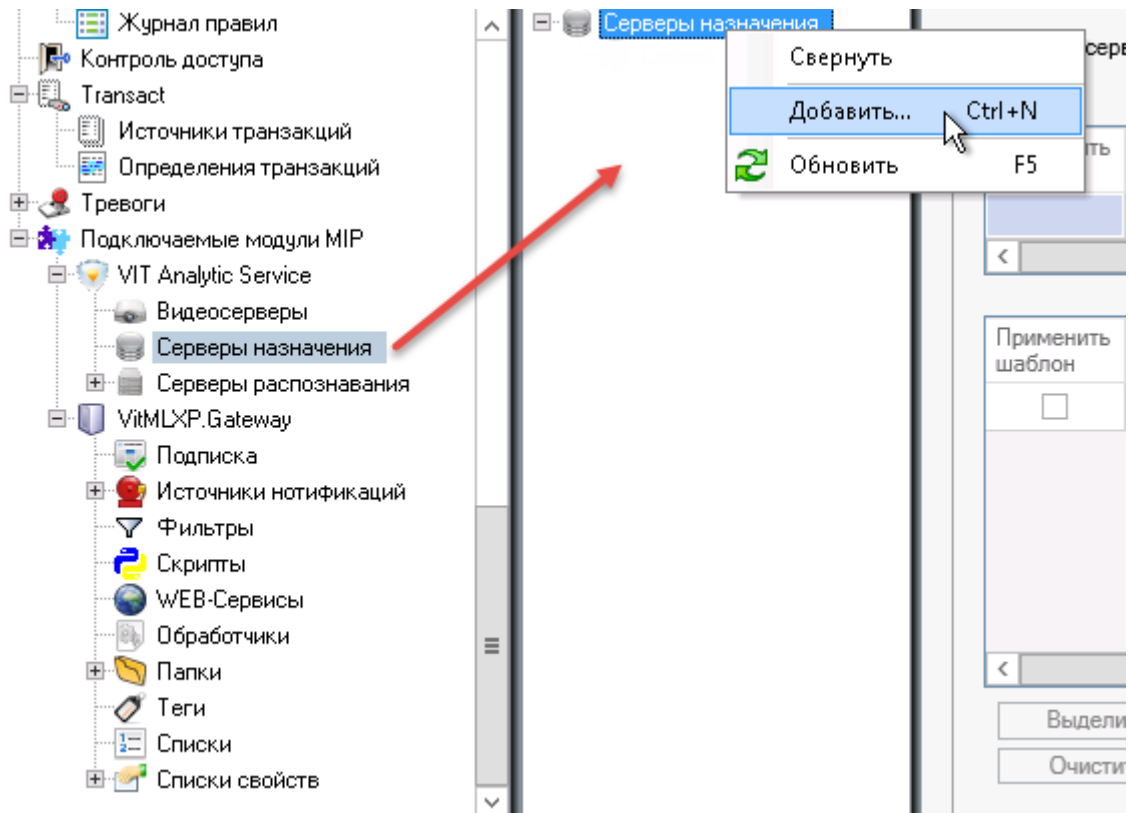 Журнал правил
Контроль доступа
Transact
Источники транзакций
Определения транзакций
Тревоги
Подключаемые модули MIP
VIT Analytic Service
Видеосерверы
Серверы назначения
Серверы распознавания
VitMLXP.Gateway
Подписка
Источники нотификаций
Фильтры
Скрипты
WEB-Сервисы
Обработчики
Папки
Теги
Списки
Списки свойств
Серверы назначения
Свернуть
Добавить... Ctrl+N
Обновить F5
Применить
шаблон